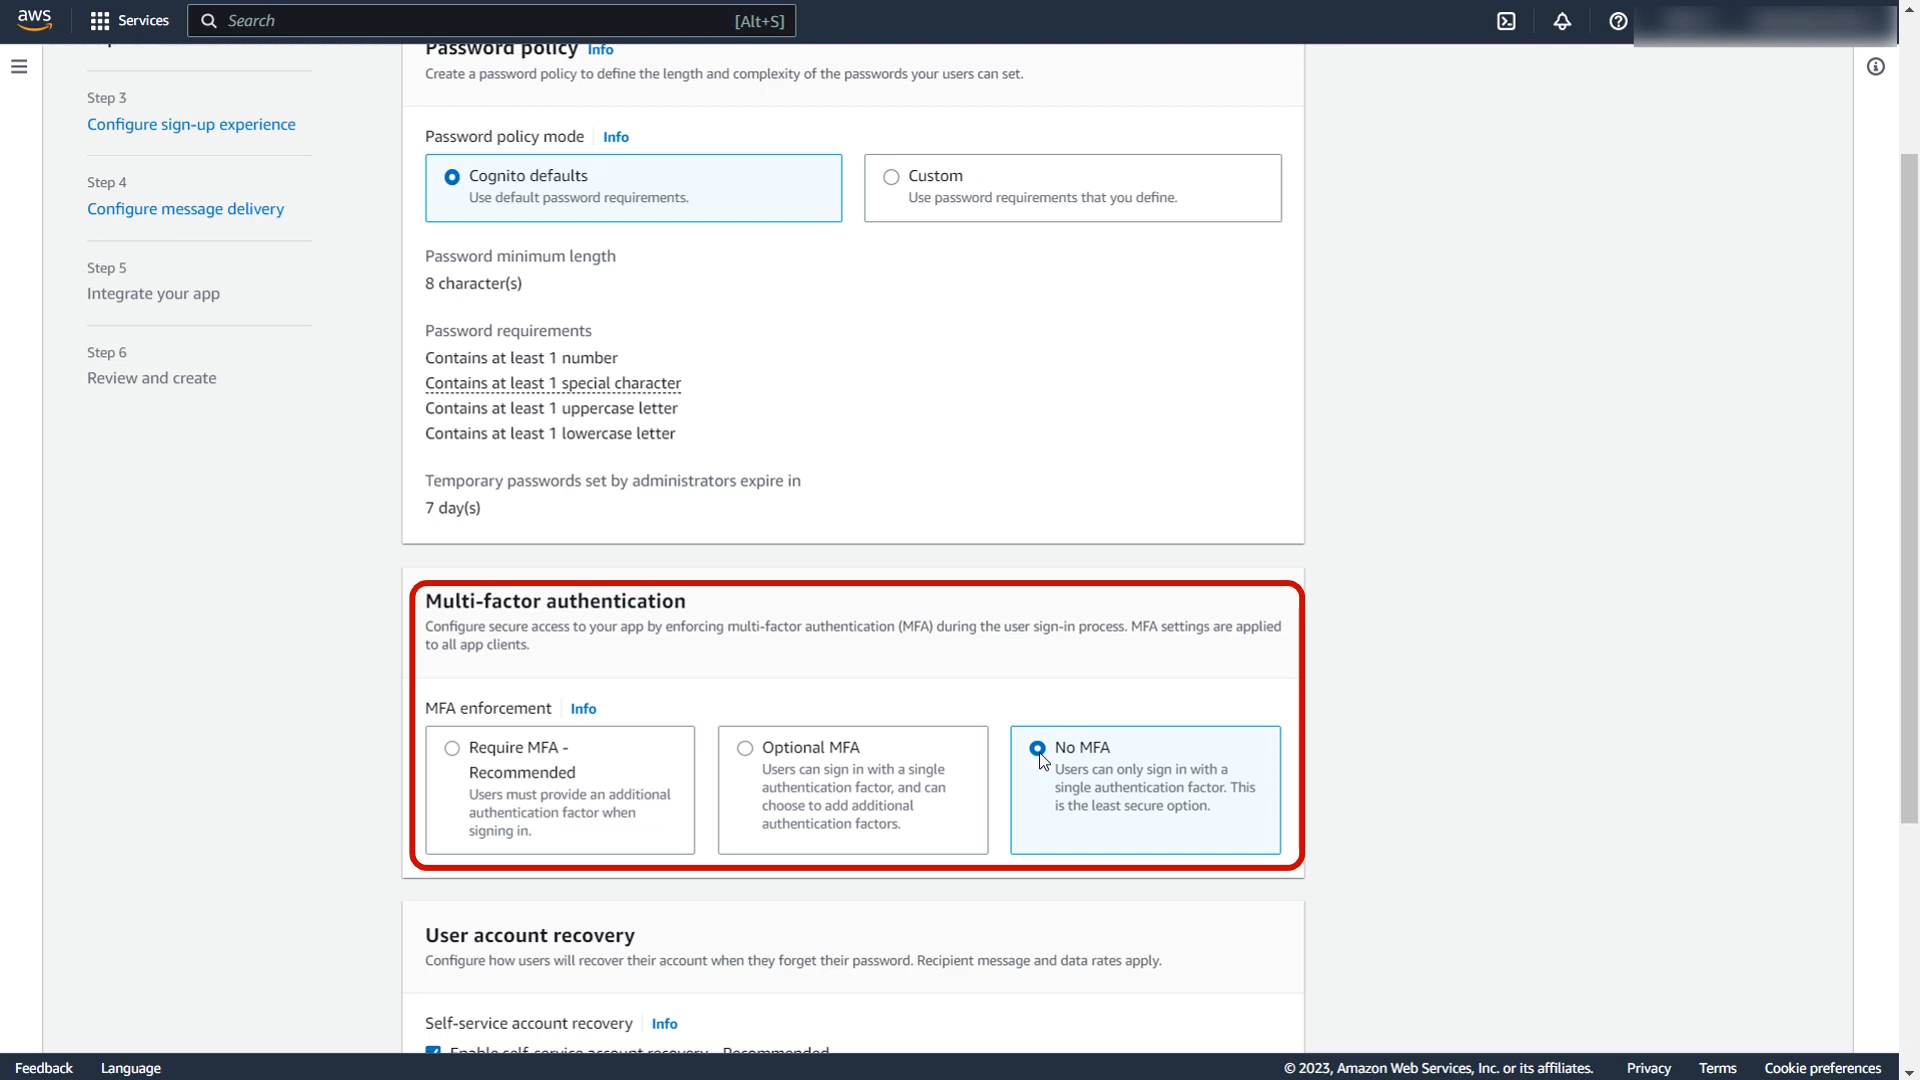 aws
Services
Search
[Alt+S]
Password policy Info
Create a password policy to define the length and complexity of the passwords your users can set.
Step 3
Configure sign-up experience
Step 4
Configure message delivery
Step 5
Integrate your app
Step 6
Review and create
Password policy mode
Info
Cognito defaults
Use default password requirements.
Custom
Use password requirements that you define.
Password minimum length
8 character(s)
Password requirements
Contains at least 1 number
Contains at least 1 special character
Contains at least 1 uppercase letter
Contains at least 1 lowercase letter
Temporary passwords set by administrators expire in
7 day(s)
Multi-factor authentication
Configure secure access to your app by enforcing multi-factor authentication (MFA) during the user sign-in process. MFA settings are applied
to all app clients.
MFA enforcement
Info
Require MFA -
Recommended
Users must provide an additional
authentication factor when
signing in.
Optional MFA
Users can sign in with a single
authentication factor, and can
choose to add additional
authentication factors.
No MFA
Users can only sign in with a
single authentication factor. This
is the least secure option.
User account recovery
Configure how users will recover their account when they forget their password. Recipient message and data rates apply.
Self-service account recovery
Info
Enable self-service account recovery - Recommended
Feedback
Language
© 2023, Amazon Web Services, Inc. or its affiliates.
Privacy
Terms
Cookie preferences